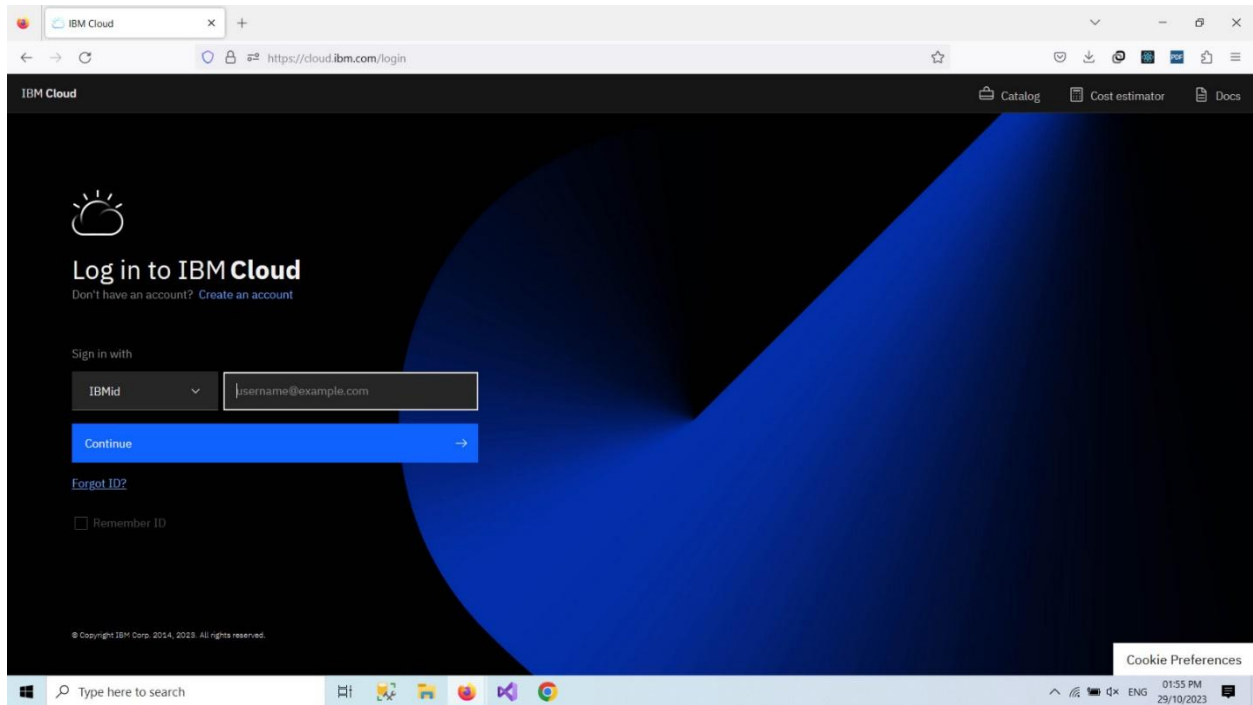 IBM Cloud
https://cloud.ibm.com/login
PDF
IBM Cloud
Catalog
Cost estimator
Docs
Log in to IBM Cloud
Don't have an account? Create an account
Sign in with
IBMid
username@example.com
Continue
Forgot ID?
Remember ID
© Copyright IBM Corp. 2014, 2023. All rights reserved.
Cookie Preferences
Type here to search
ENG
01:55 PM
29/10/2023